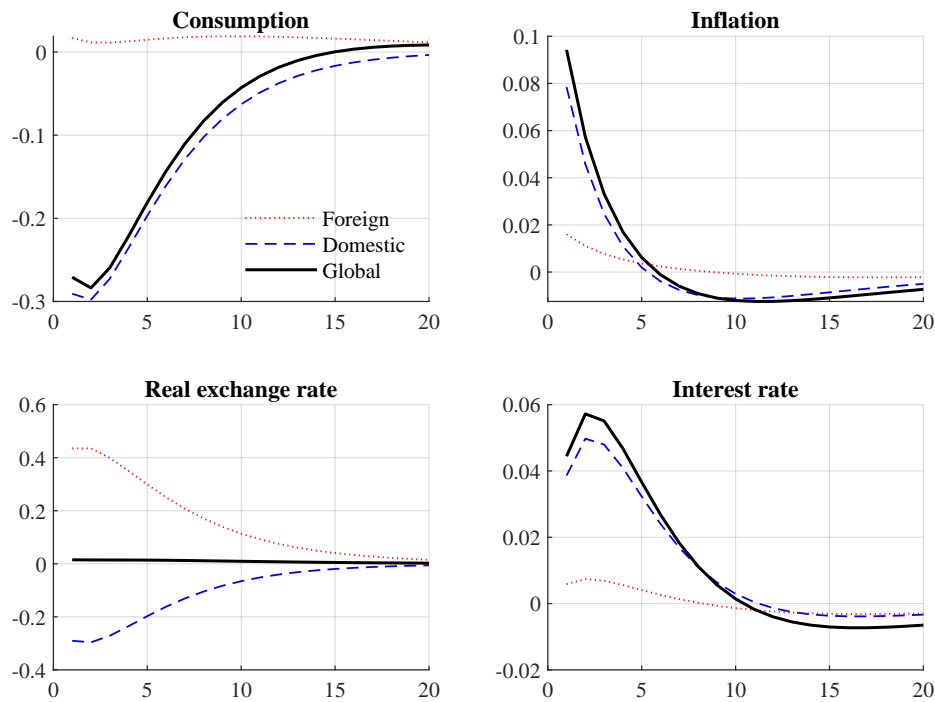 Consumption
0
-0.1
-0.2
-0.3
0 5 10 15 20
Foreign
Domestic
Global
Inflation
0.1
0.08
0.06
0.04
0.02
0
0 5 10 15 20
Real exchange rate
0.6
0.4
0.2
0
-0.2
-0.4
0 5 10 15 20
Interest rate
0.06
0.04
0.02
0
-0.02
0 5 10 15 20